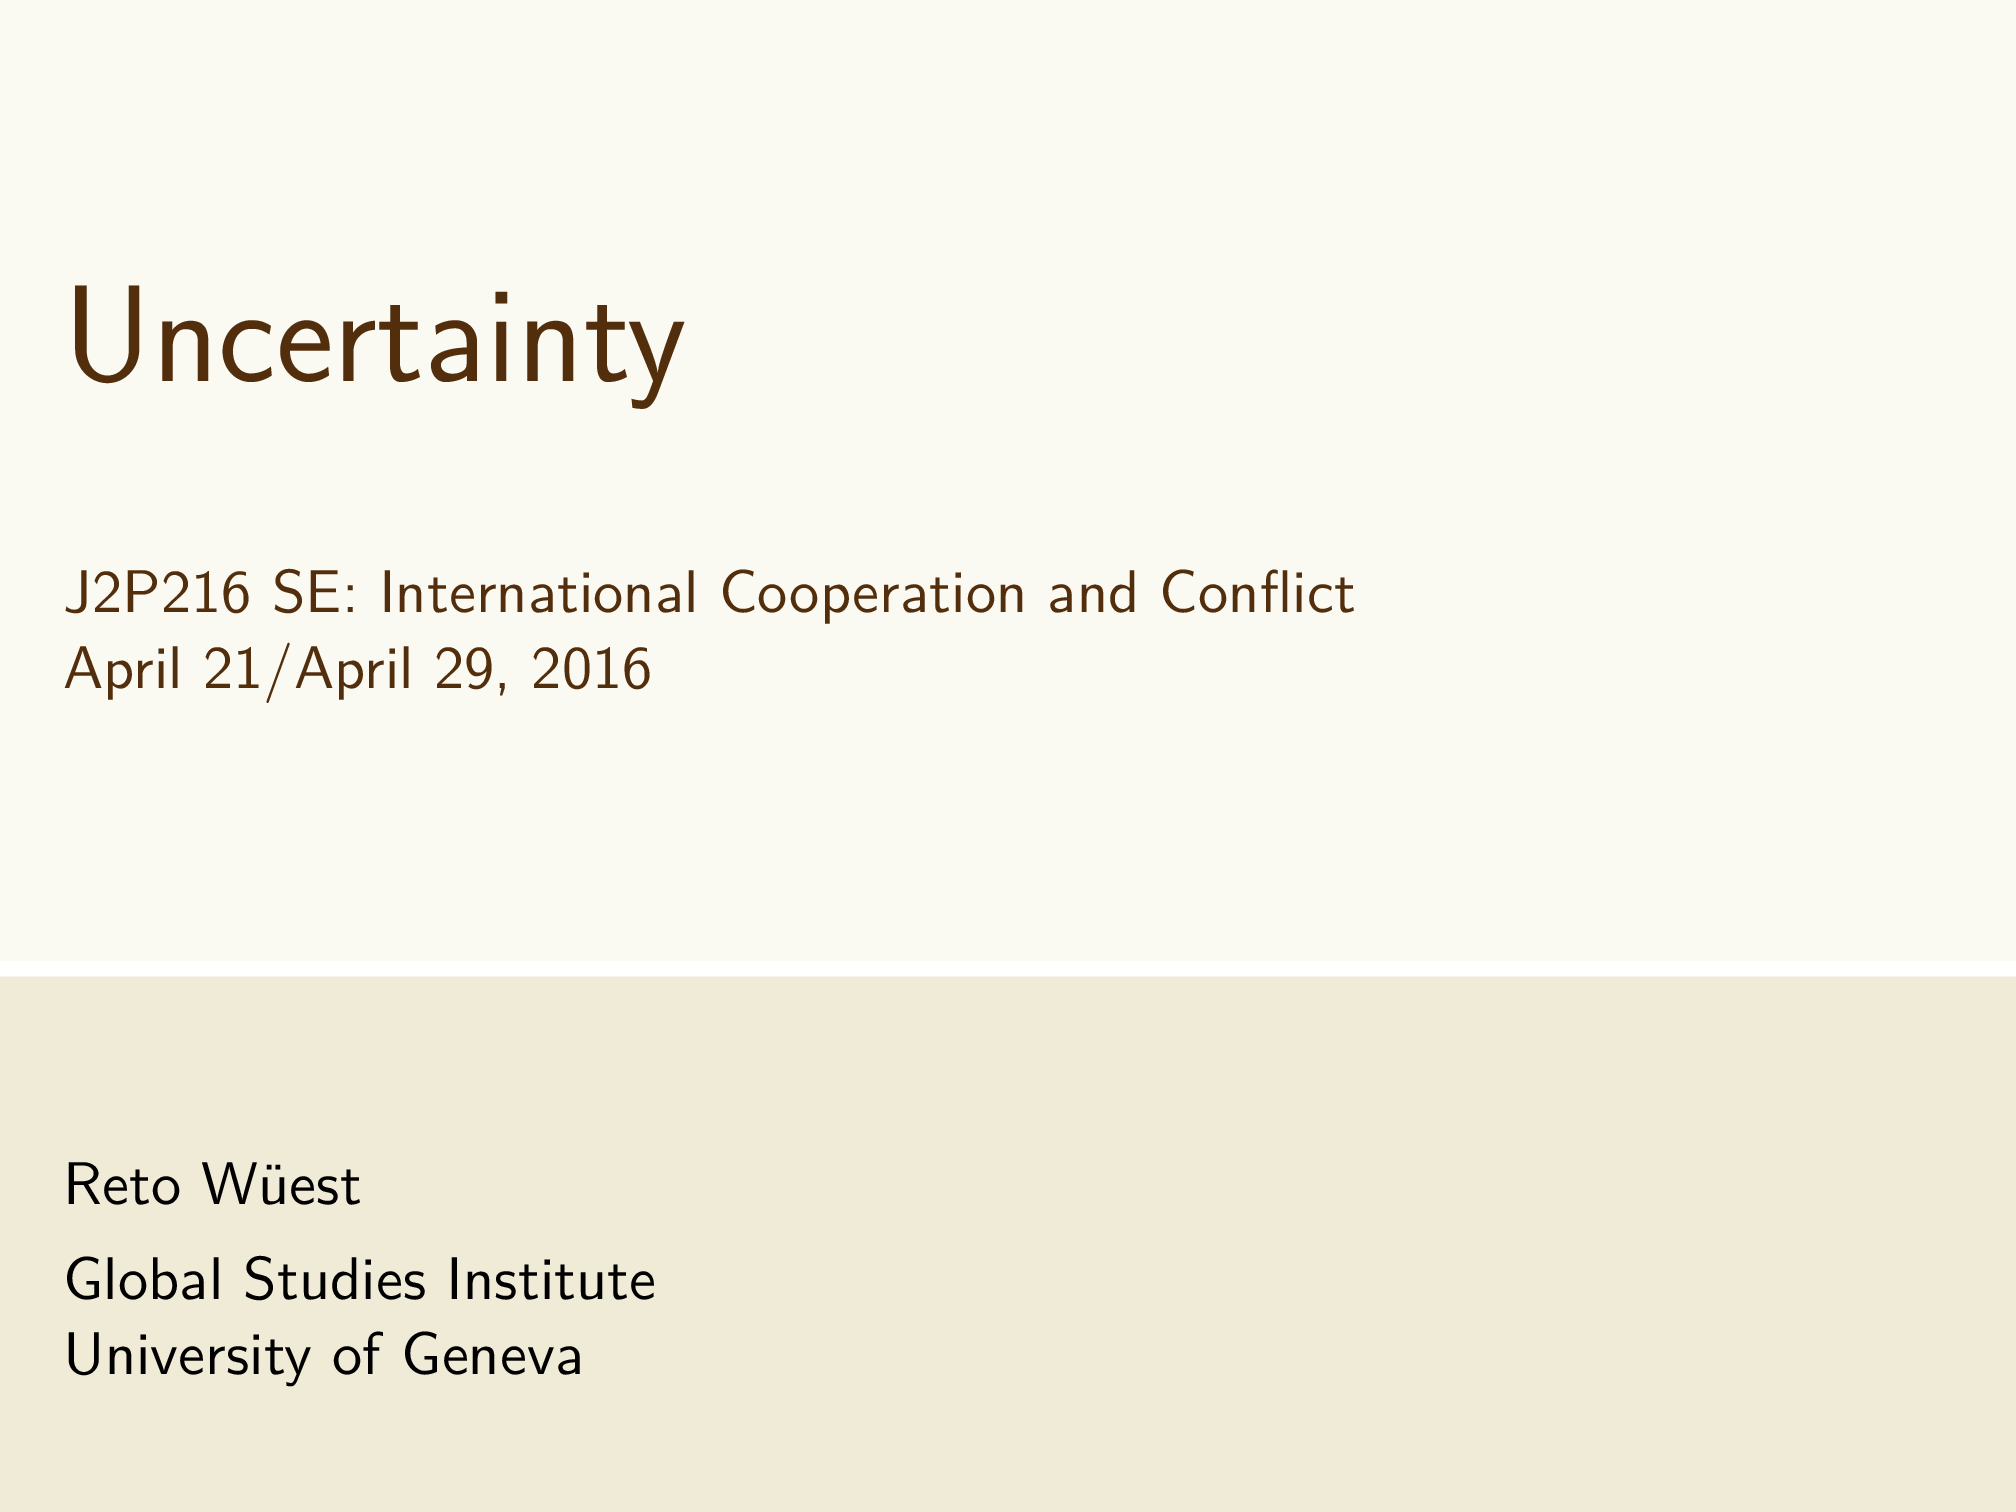 Uncertainty
J2P216 SE: International Cooperation and Conflict
April 21/April 29, 2016
Reto Wüest
Global Studies Institute
University of Geneva